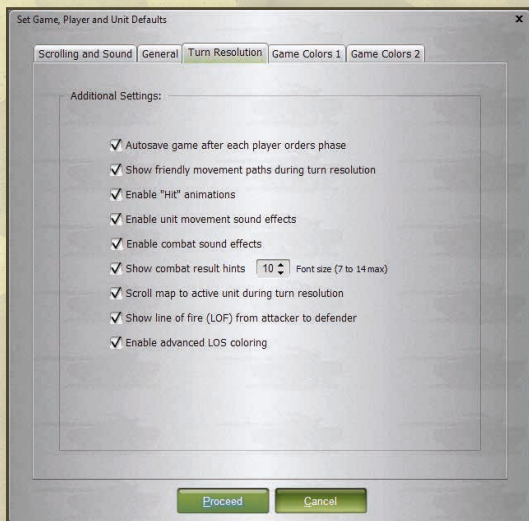 Set Game, Player and Unit Defaults x
Scrolling and Sound General Turn Resolution Game Colors 1 Game Colors 2
Additional Settings:
Autosave game after each player orders phase
Show friendly movement paths during turn resolution
Enable "Hit" animations
Enable unit movement sound effects
Enable combat sound effects
Show combat result hints 10 Font size (7 to 14 max)
Scroll map to active unit during turn resolution
Show line of fire (LOF) from attacker to defender
Enable advanced LOS coloring
Proceed Cancel